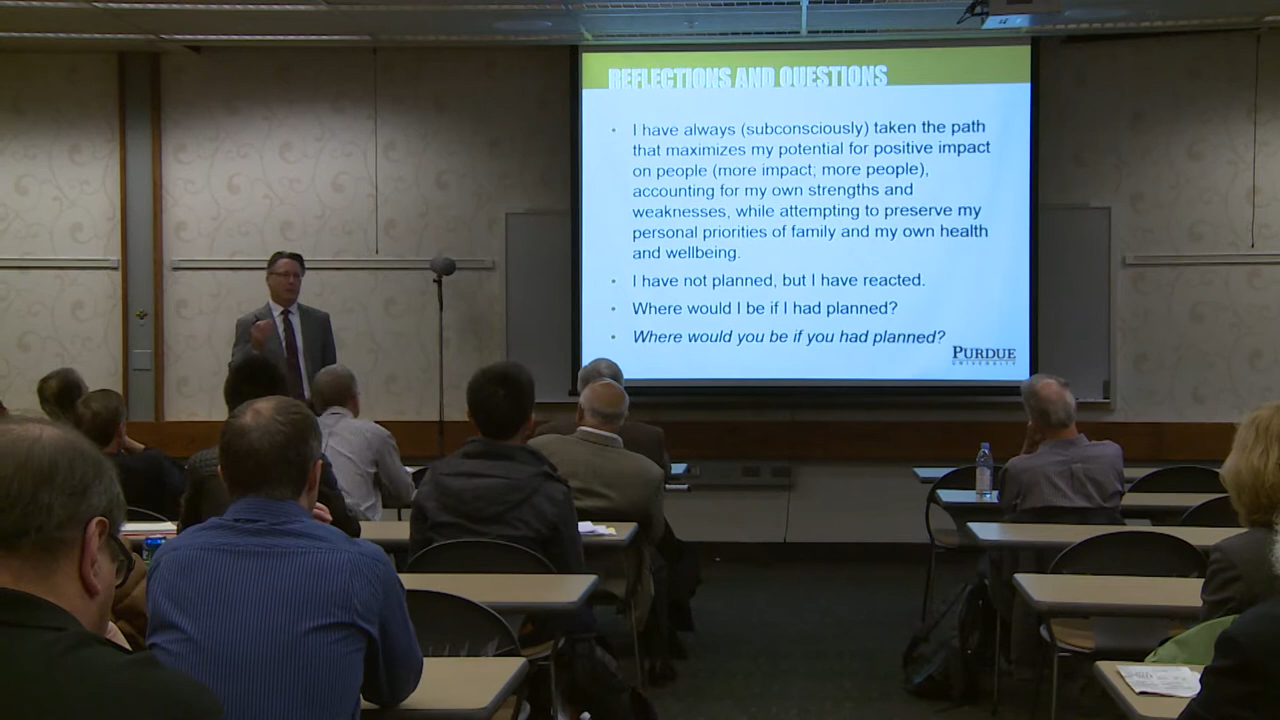 REFLECTIONS AND QUESTIONS
• I have always (subconsciously) taken the path
that maximizes my potential for positive impact
on people (more impact; more people),
accounting for my own strengths and
weaknesses, while attempting to preserve my
personal priorities of family and my own health
and wellbeing.
• I have not planned, but I have reacted.
• Where would I be if I had planned?
• Where would you be if you had planned?
PURDUE
UNIVERSITY